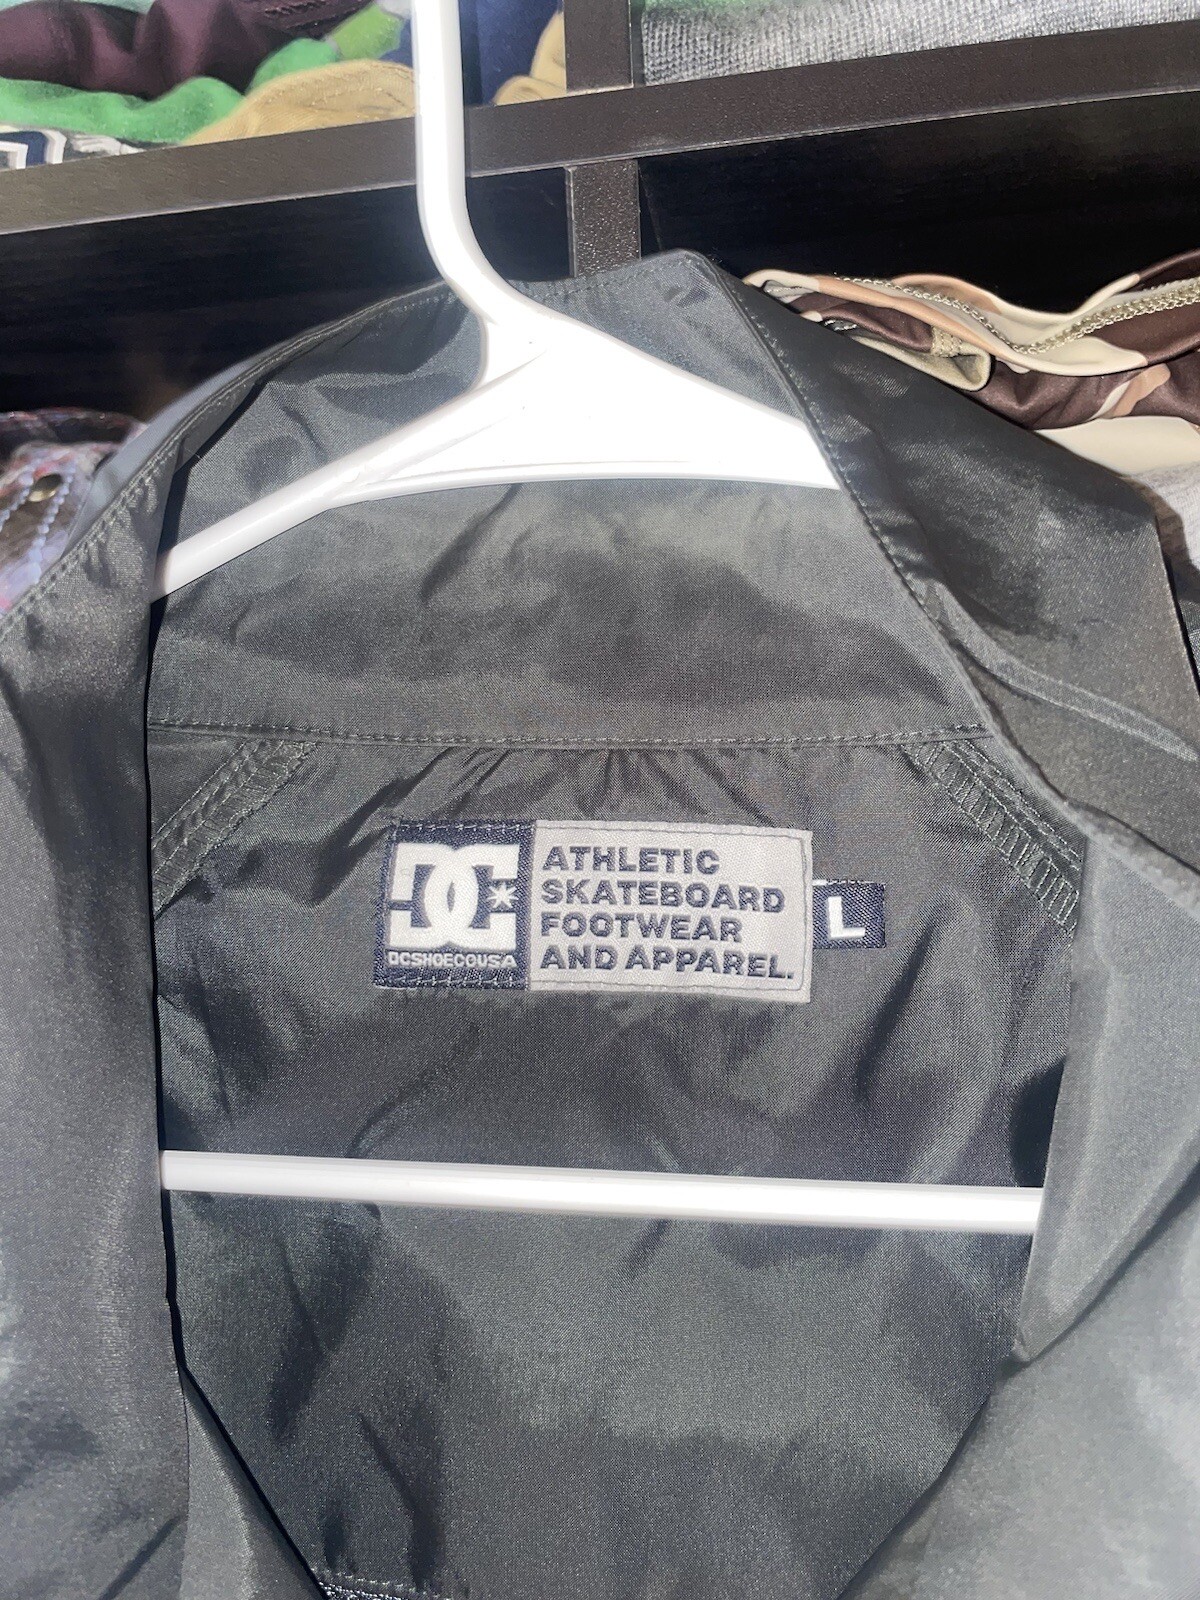 DC
DCSHOECOUSA
ATHLETIC
SKATEBOARD
FOOTWEAR
AND APPAREL.
L